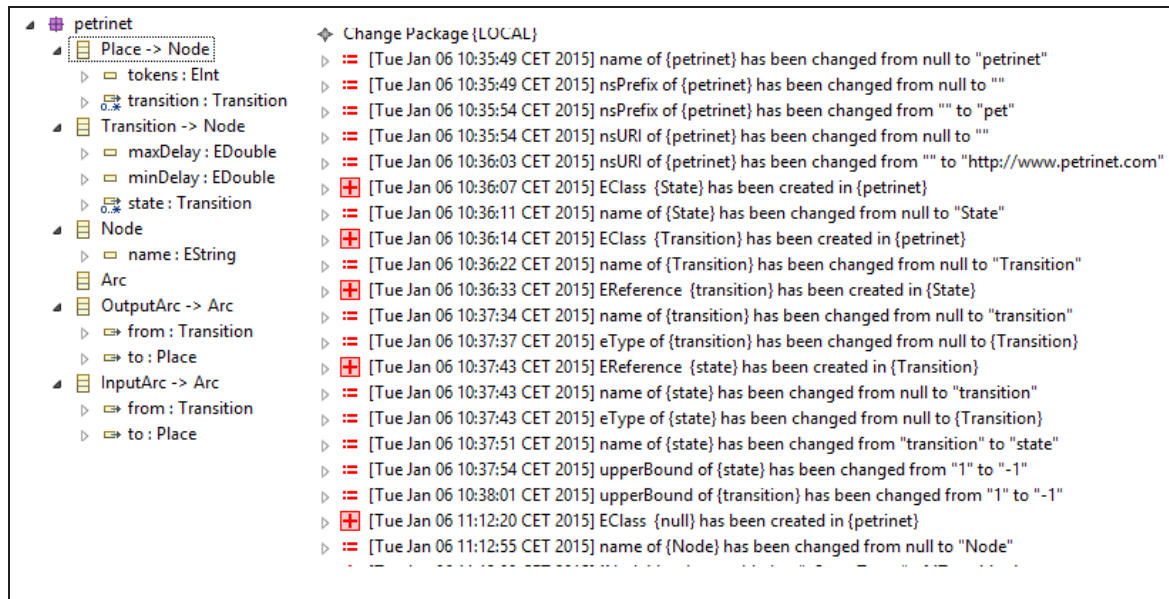 petrinet
Place -> Node
tokens : EInt
0..*
transition : Transition
Transition -> Node
maxDelay : EDouble
minDelay : EDouble
0..*
state : Transition
Node
name : EString
Arc
OutputArc -> Arc
from : Transition
to : Place
InputArc -> Arc
from : Transition
to : Place
Change Package {LOCAL}
[Tue Jan 06 10:35:49 CET 2015] name of {petrinet} has been changed from null to "petrinet"
[Tue Jan 06 10:35:49 CET 2015] nsPrefix of {petrinet} has been changed from null to ""
[Tue Jan 06 10:35:54 CET 2015] nsPrefix of {petrinet} has been changed from "" to "pet"
[Tue Jan 06 10:35:54 CET 2015] nsURI of {petrinet} has been changed from null to ""
[Tue Jan 06 10:36:03 CET 2015] nsURI of {petrinet} has been changed from "" to "http://www.petrinet.com"
[Tue Jan 06 10:36:07 CET 2015] EClass {State} has been created in {petrinet}
[Tue Jan 06 10:36:11 CET 2015] name of {State} has been changed from null to "State"
[Tue Jan 06 10:36:14 CET 2015] EClass {Transition} has been created in {petrinet}
[Tue Jan 06 10:36:22 CET 2015] name of {Transition} has been changed from null to "Transition"
[Tue Jan 06 10:36:33 CET 2015] EReference {transition} has been created in {State}
[Tue Jan 06 10:37:34 CET 2015] name of {transition} has been changed from null to "transition"
[Tue Jan 06 10:37:37 CET 2015] eType of {transition} has been changed from null to {Transition}
[Tue Jan 06 10:37:43 CET 2015] EReference {state} has been created in {Transition}
[Tue Jan 06 10:37:43 CET 2015] name of {state} has been changed from null to "transition"
[Tue Jan 06 10:37:43 CET 2015] eType of {state} has been changed from null to {Transition}
[Tue Jan 06 10:37:51 CET 2015] name of {state} has been changed from "transition" to "state"
[Tue Jan 06 10:37:54 CET 2015] upperBound of {state} has been changed from "1" to "-1"
[Tue Jan 06 10:38:01 CET 2015] upperBound of {transition} has been changed from "1" to "-1"
[Tue Jan 06 11:12:20 CET 2015] EClass {null} has been created in {petrinet}
[Tue Jan 06 11:12:55 CET 2015] name of {Node} has been changed from null to "Node"